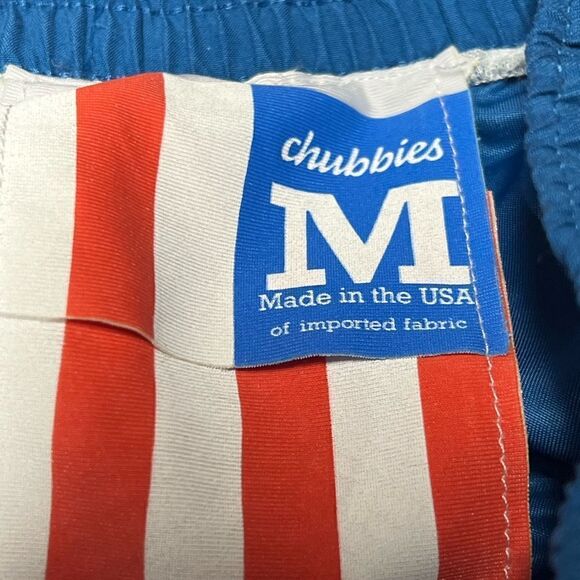 chubbies
M
Made in the USA
of imported fabric